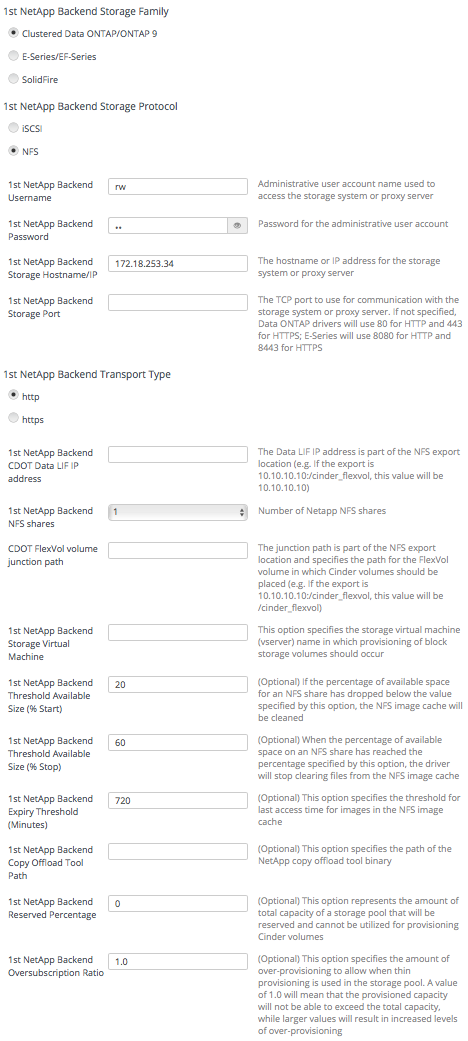 1st NetApp Backend Storage Family
Clustered Data ONTAP/ONTAP 9
E-Series/EF-Series
SolidFire
1st NetApp Backend Storage Protocol
iSCSI
NFS
1st NetApp Backend
Username
rw
Administrative user account name used to
access the storage system or proxy server
1st NetApp Backend
Password
••
Password for the administrative user account
1st NetApp Backend
Storage Hostname/IP
172.18.253.34
The hostname or IP address for the storage
system or proxy server
1st NetApp Backend
Storage Port
The TCP port to use for communication with the
storage system or proxy server. If not specified,
Data ONTAP drivers will use 80 for HTTP and 443
for HTTPS; E-Series will use 8080 for HTTP and
8443 for HTTPS
1st NetApp Backend Transport Type
http
https
1st NetApp Backend
CDOT Data LIF IP
address
The Data LIF IP address is part of the NFS export
location (e.g. If the export is
10.10.10.10:/cinder_flexvol, this value will be
10.10.10.10)
1st NetApp Backend
NFS shares
1
Number of Netapp NFS shares
CDOT FlexVol volume
junction path
The junction path is part of the NFS export
location and specifies the path for the FlexVol
volume in which Cinder volumes should be
placed (e.g. If the export is
10.10.10.10:/cinder_flexvol, this value will be
/cinder_flexvol)
1st NetApp Backend
Storage Virtual
Machine
This option specifies the storage virtual machine
(vserver) name in which provisioning of block
storage volumes should occur
1st NetApp Backend
Threshold Available
Size (% Start)
20
(Optional) If the percentage of available space
for an NFS share has dropped below the value
specified by this option, the NFS image cache will
be cleaned
1st NetApp Backend
Threshold Available
Size (% Stop)
60
(Optional) When the percentage of available
space on an NFS share has reached the
percentage specified by this option, the driver
will stop clearing files from the NFS image cache
1st NetApp Backend
Expiry Threshold
(Minutes)
720
(Optional) This option specifies the threshold for
last access time for images in the NFS image
cache
1st NetApp Backend
Copy Offload Tool
Path
(Optional) This option specifies the path of the
NetApp copy offload tool binary
1st NetApp Backend
Reserved Percentage
0
(Optional) This option represents the amount of
total capacity of a storage pool that will be
reserved and cannot be utilized for provisioning
Cinder volumes
1st NetApp Backend
Oversubscription Ratio
1.0
(Optional) This option specifies the amount of
over-provisioning to allow when thin
provisioning is used in the storage pool. A value
of 1.0 will mean that the provisioned capacity
will not be able to exceed the total capacity,
while larger values will result in increased levels
of over-provisioning